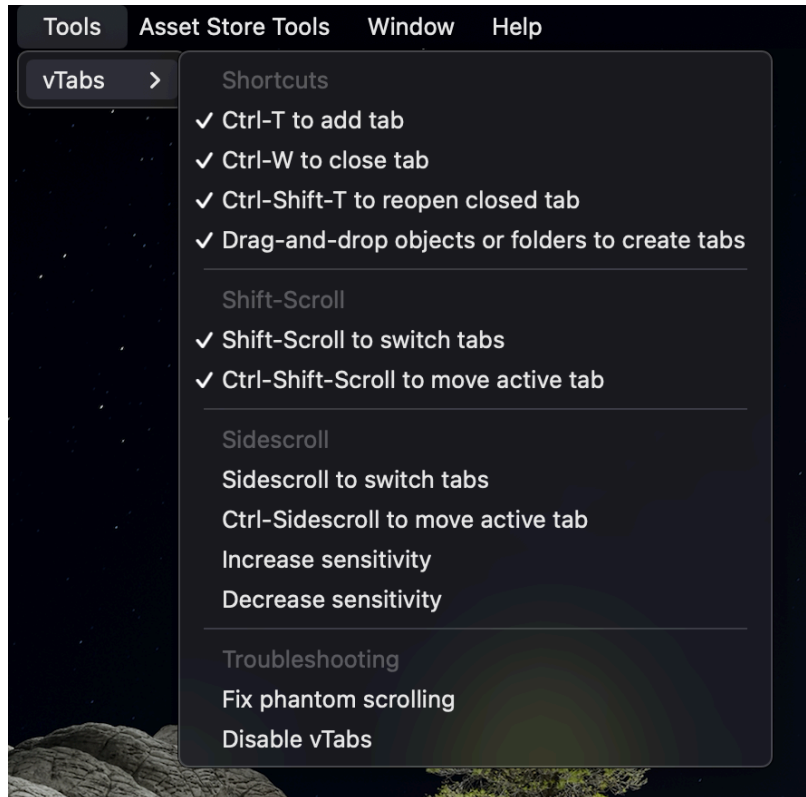 Tools Asset Store Tools Window Help
vTabs
Shortcuts
Ctrl-T to add tab
Ctrl-W to close tab
Ctrl-Shift-T to reopen closed tab
Drag-and-drop objects or folders to create tabs
Shift-Scroll
Shift-Scroll to switch tabs
Ctrl-Shift-Scroll to move active tab
Sidescroll
Sidescroll to switch tabs
Ctrl-Sidescroll to move active tab
Increase sensitivity
Decrease sensitivity
Troubleshooting
Fix phantom scrolling
Disable vTabs